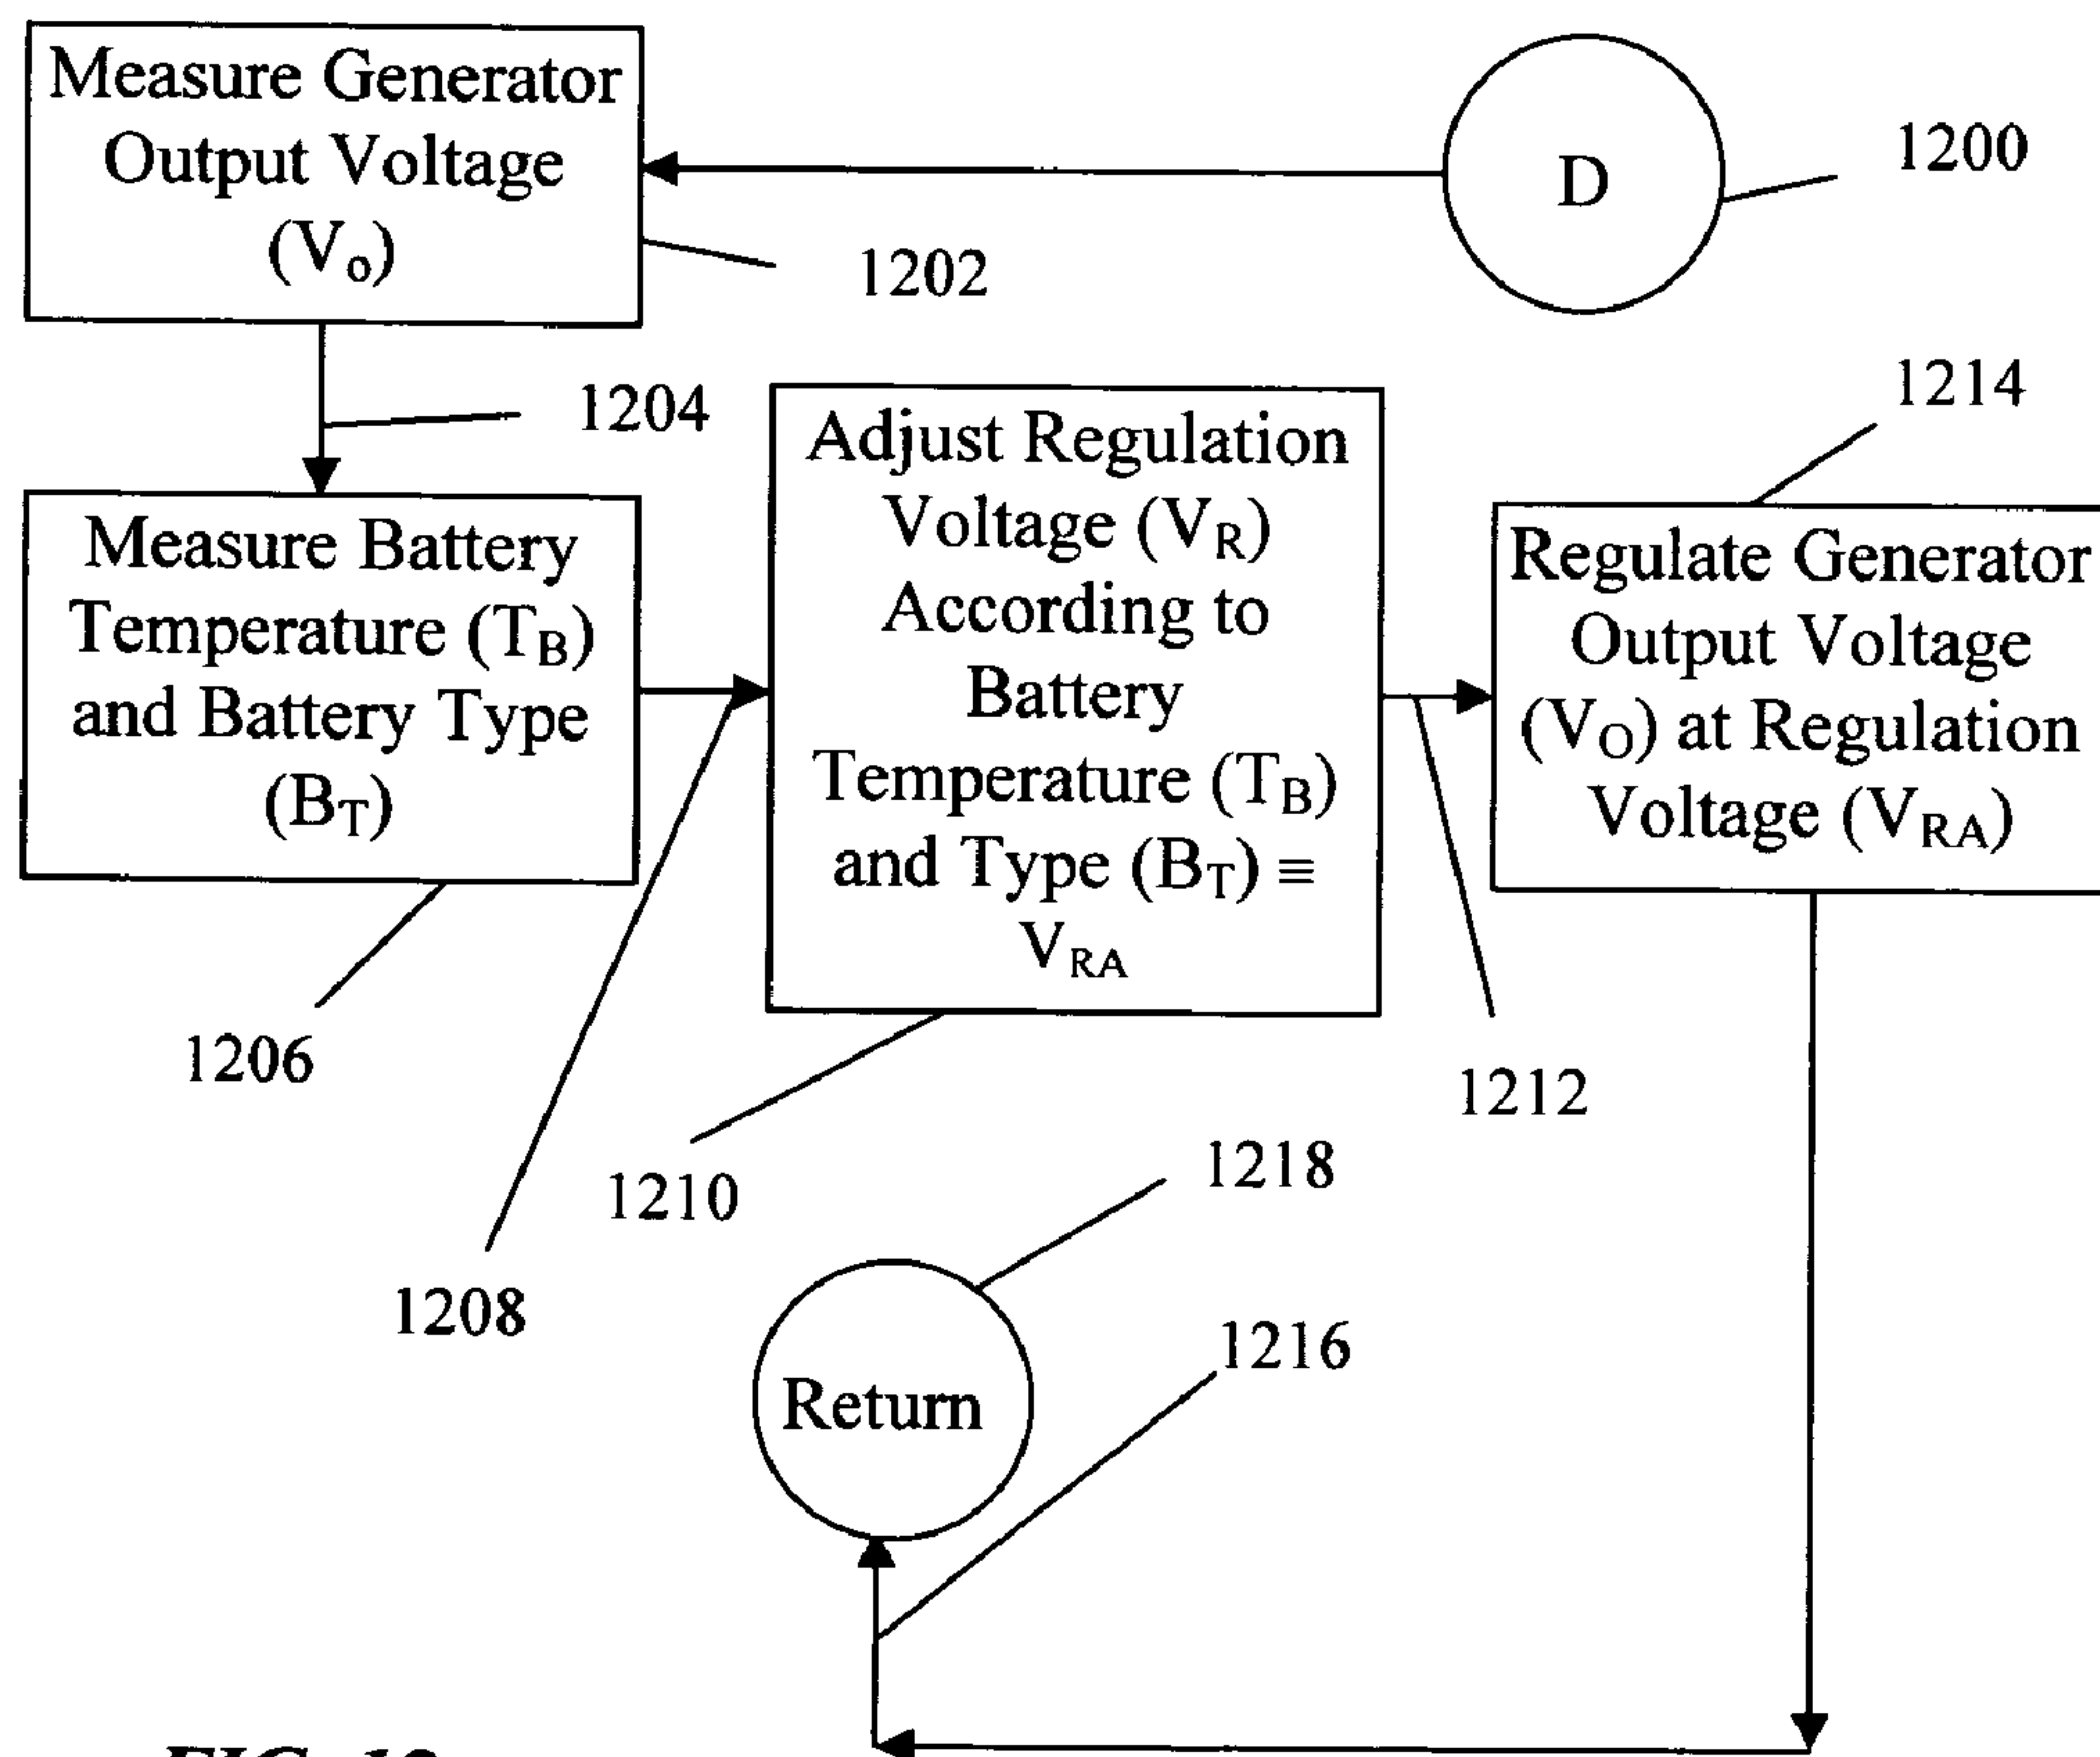 Measure Generator
Output Voltage
(Vo)
D
1200
1202
1204
Measure Battery
Temperature (TB)
and Battery Type
(BT)
1206
1208
Adjust Regulation
Voltage (VR)
According to
Battery
Temperature (TB)
and Type (BT) ≡
VRA
1210
1212
1214
Regulate Generator
Output Voltage
(VO) at Regulation
Voltage (VRA)
1218
Return
1216